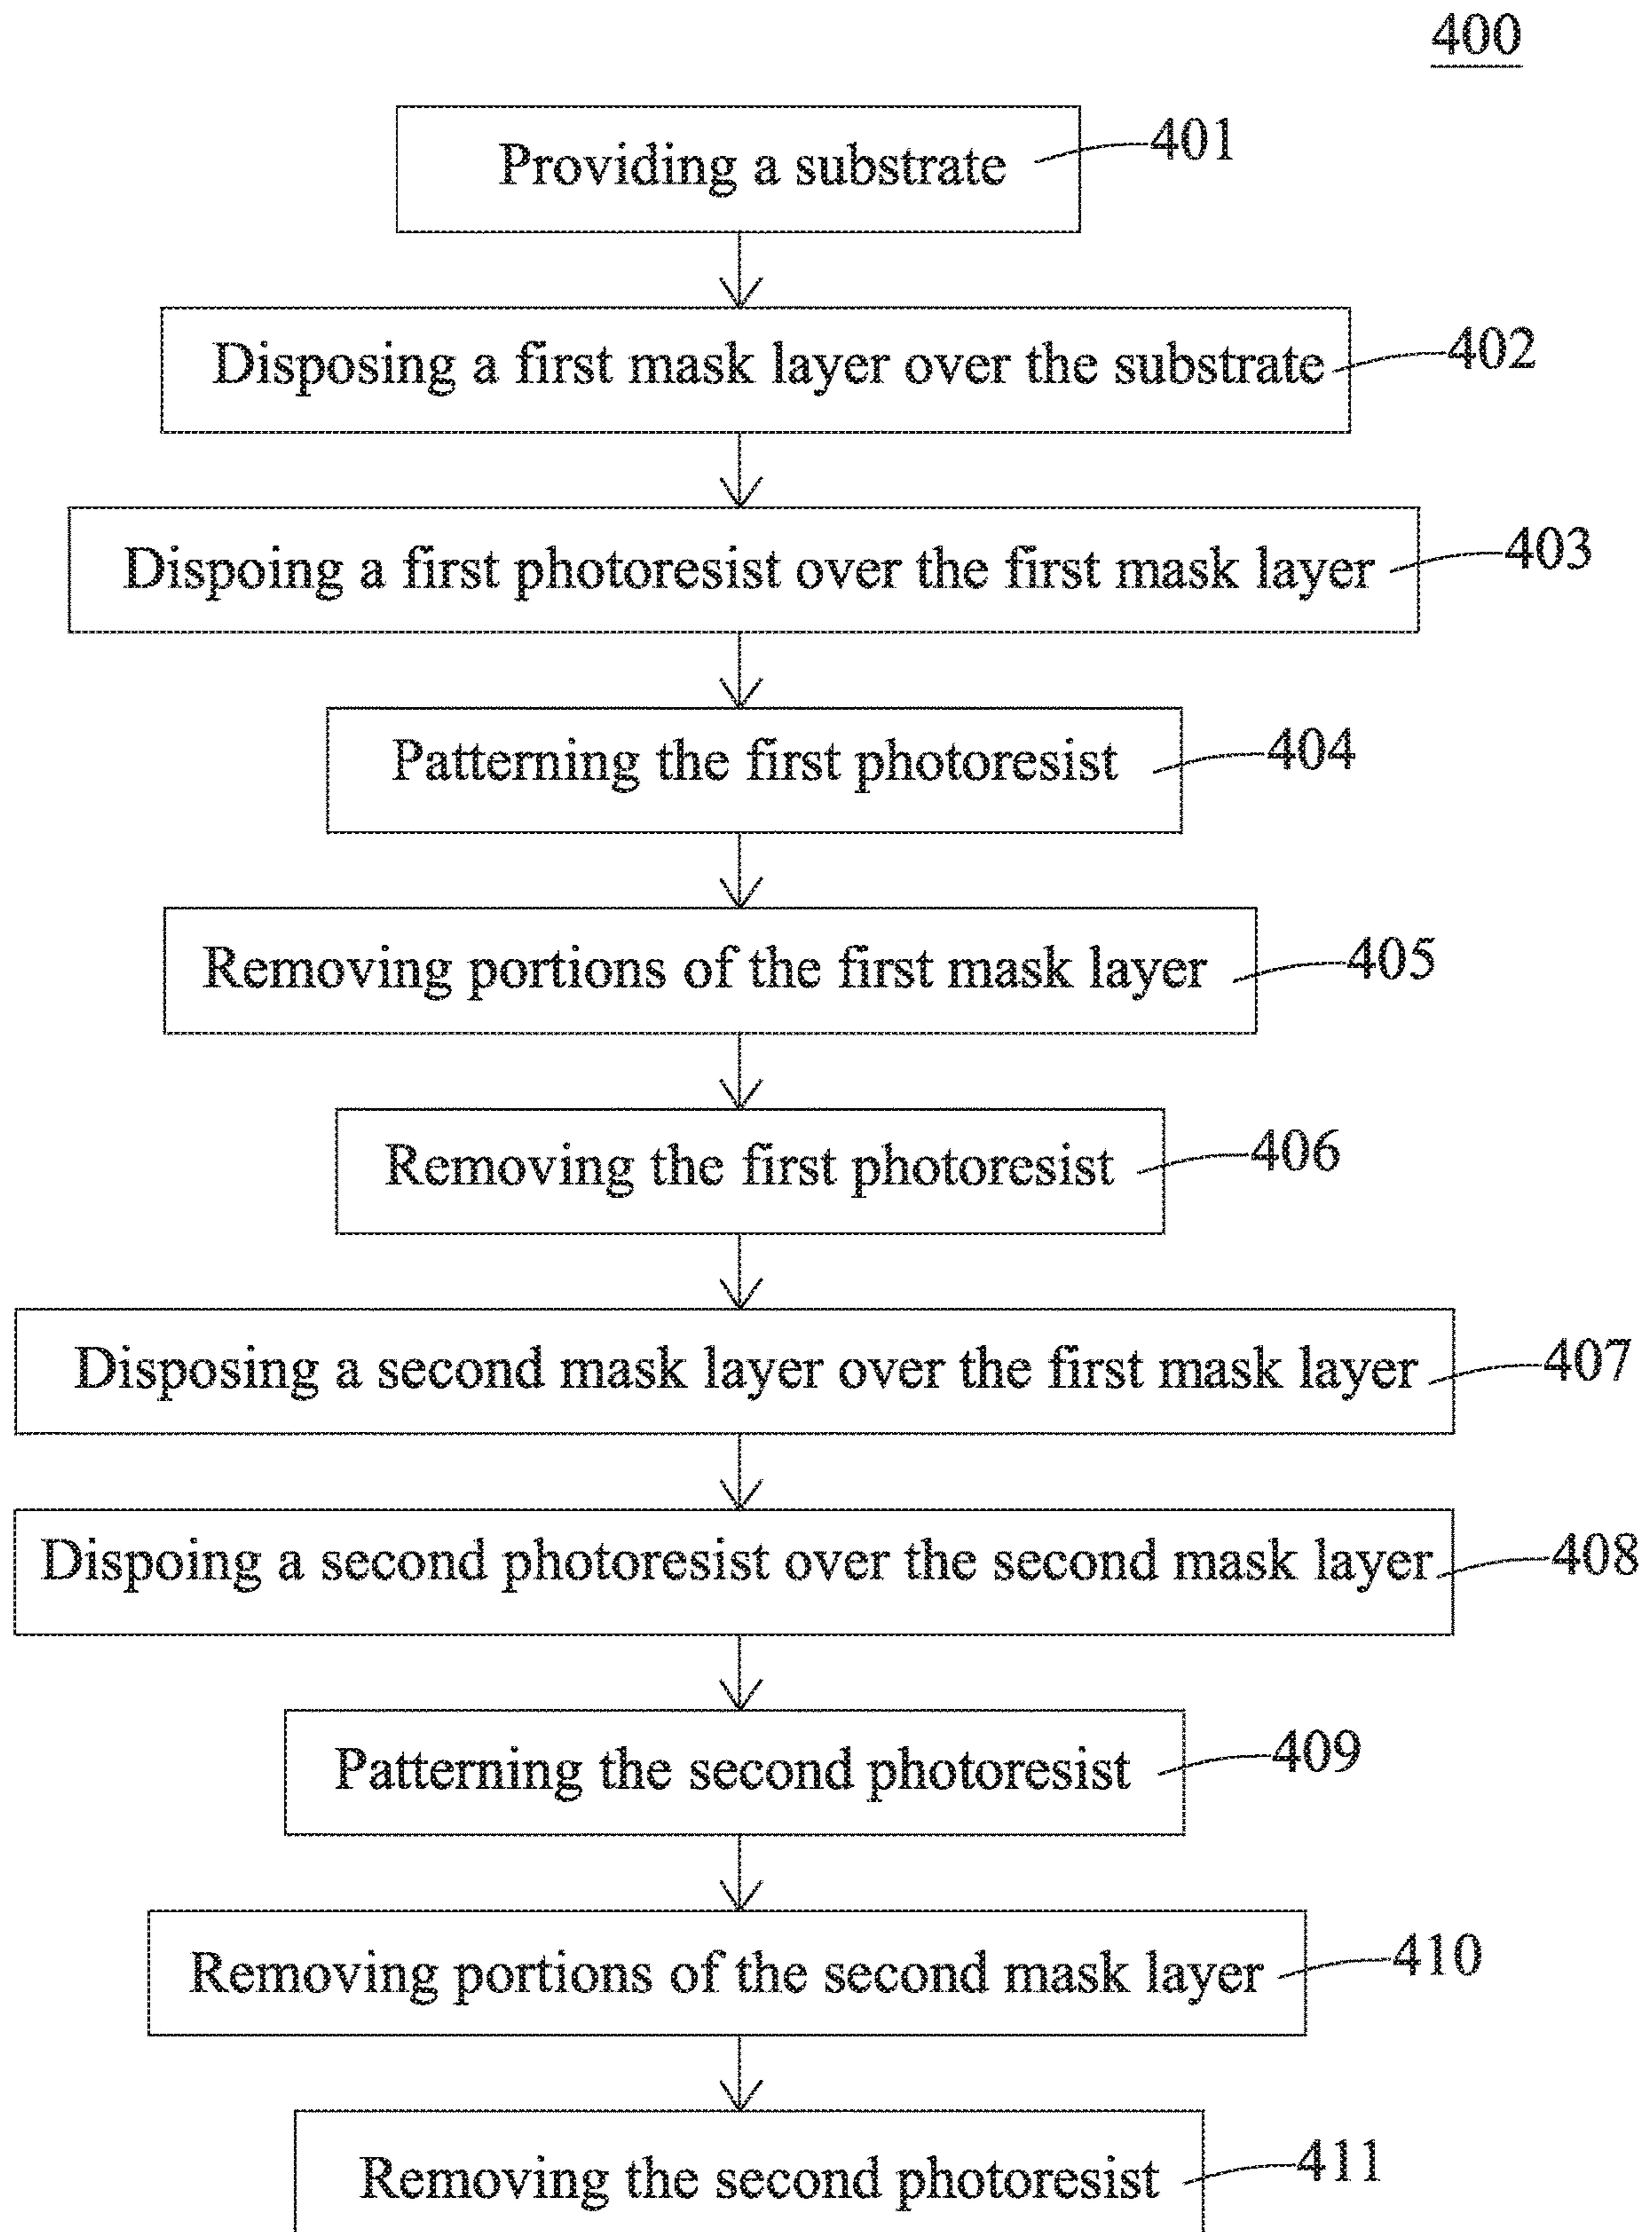 400
Providing a substrate 401
Disposing a first mask layer over the substrate 402
Dispoing a first photoresist over the first mask layer 403
Patterning the first photoresist 404
Removing portions of the first mask layer 405
Removing the first photoresist 406
Disposing a second mask layer over the first mask layer 407
Dispoing a second photoresist over the second mask layer 408
Patterning the second photoresist 409
Removing portions of the second mask layer 410
Removing the second photoresist 411